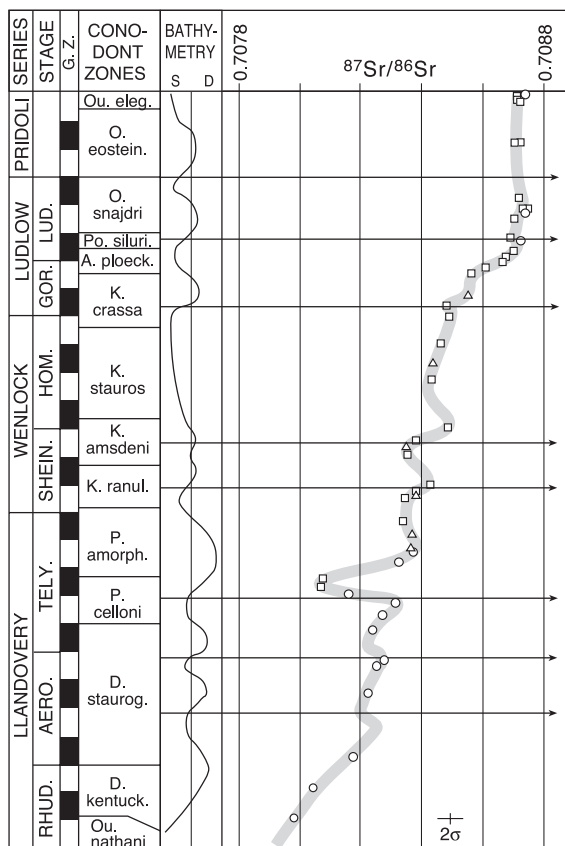 SERIES
STAGE
G. Z.
CONO-
DONT
ZONES
BATHY-
METRY
S D
0.7078
87Sr/86Sr
0.7088
PRIDOLI
LUDLOW
WENLOCK
LLANDOVERY
LUD.
GOR.
HOM.
SHEIN.
TELY.
AERO.
RHUD.
Ou. eleg.
O.
eostein.
O.
snajdri
Po. siluri.
A. ploeck.
K.
crassa
K.
stauros
K.
amsdeni
K. ranul.
P.
amorph.
P.
celloni
D.
staurog.
D.
kentuck.
Ou.
nathani
2σ